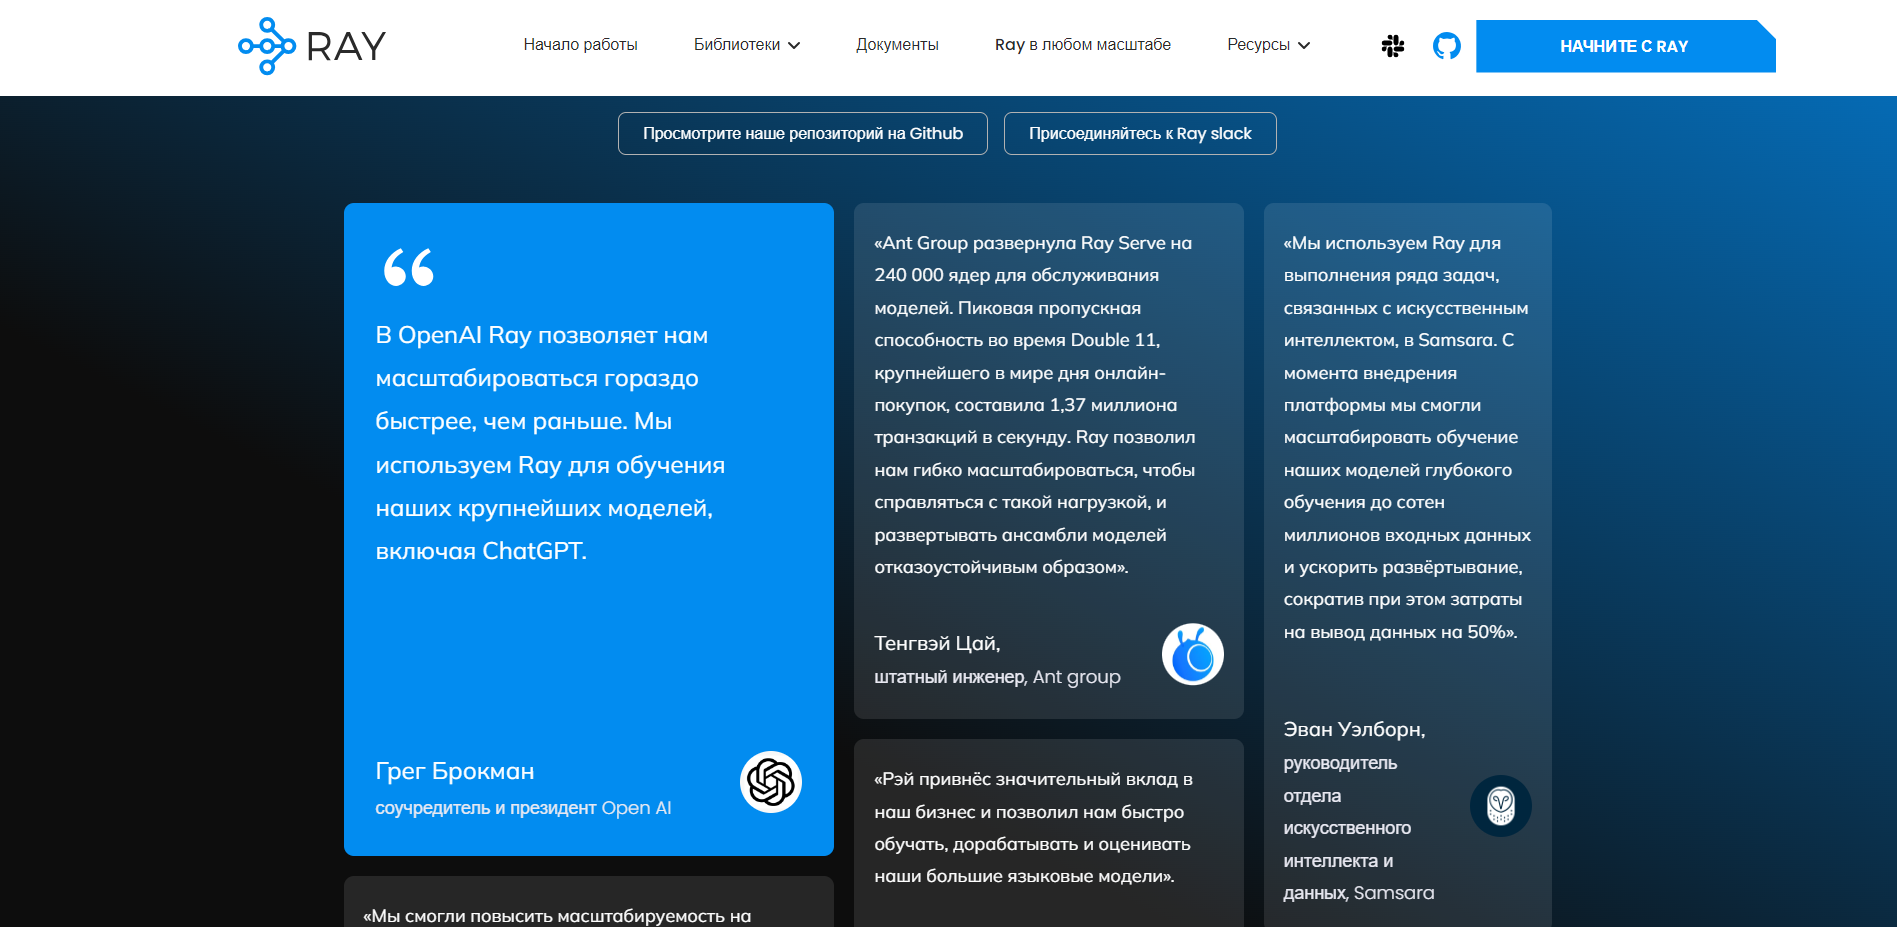 RAY
Начало работы
Библиотеки
Документы
Ray в любом масштабе
Ресурсы
НАЧНИТЕ С RAY
Просмотрите наше репозиторий на Github
Присоединяйтесь к Ray slack
“
В OpenAI Ray позволяет нам
масштабироваться гораздо
быстрее, чем раньше. Мы
используем Ray для обучения
наших крупнейших моделей,
включая ChatGPT.
Грег Брокман
соучредитель и президент Open AI
«Мы смогли повысить масштабируемость на
«Ant Group развернула Ray Serve на
240 000 ядер для обслуживания
моделей. Пиковая пропускная
способность во время Double 11,
крупнейшего в мире дня онлайн-
покупок, составила 1,37 миллиона
транзакций в секунду. Ray позволил
нам гибко масштабироваться, чтобы
справляться с такой нагрузкой, и
развертывать ансамбли моделей
отказоустойчивым образом».
Тенгвэй Цай,
штатный инженер, Ant group
«Рэй привнёс значительный вклад в
наш бизнес и позволил нам быстро
обучать, дорабатывать и оценивать
наши большие языковые модели».
«Мы используем Ray для
выполнения ряда задач,
связанных с искусственным
интеллектом, в Samsara. С
момента внедрения
платформы мы смогли
масштабировать обучение
наших моделей глубокого
обучения до сотен
миллионов входных данных
и ускорить развёртывание,
сократив при этом затраты
на вывод данных на 50%».
Эван Уэлборн,
руководитель
отдела
искусственного
интеллекта и
данных, Samsara